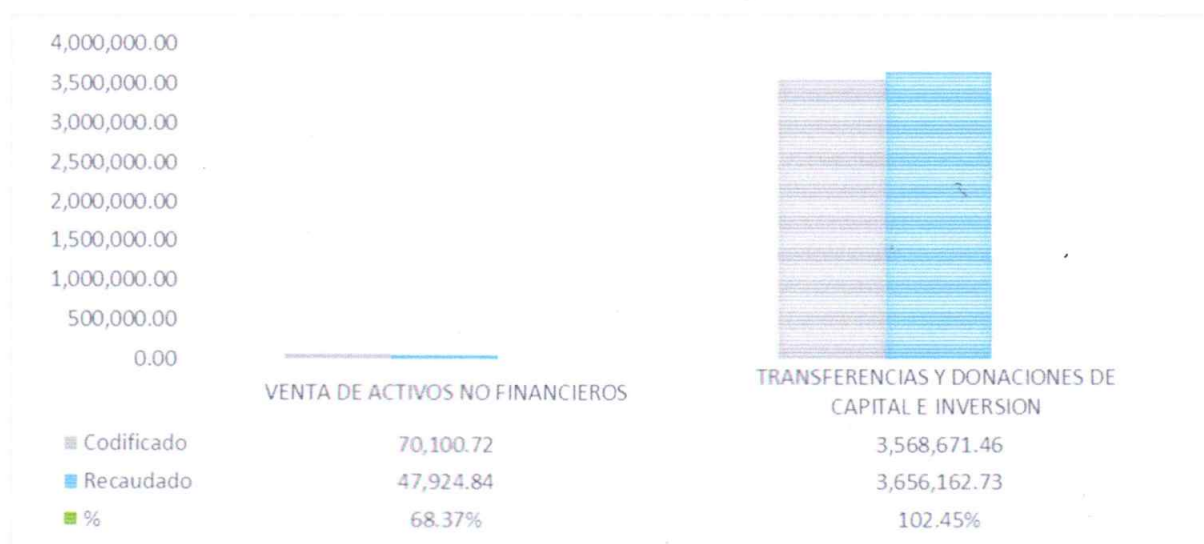 4,000,000.00
3,500,000.00
3,000,000.00
2,500,000.00
2,000,000.00
1,500,000.00
1,000,000.00
500,000.00
0.00
VENTA DE ACTIVOS NO FINANCIEROS
TRANSFERENCIAS Y DONACIONES DE
CAPITAL E INVERSION
Codificado 70,100.72 3,568,671.46
Recaudado 47,924.84 3,656,162.73
% 68.37% 102.45%